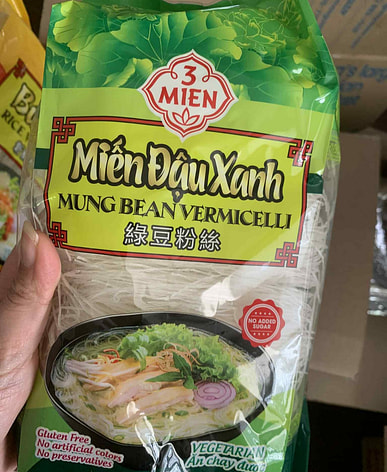 3
MIEN
Miến Đậu Xanh
MUNG BEAN VERMICELLI
綠豆粉絲
NO ADDED
SUGAR
Gluten Free
No artificial colors
No preservatives
VEGETARIAN
Ăn chay được